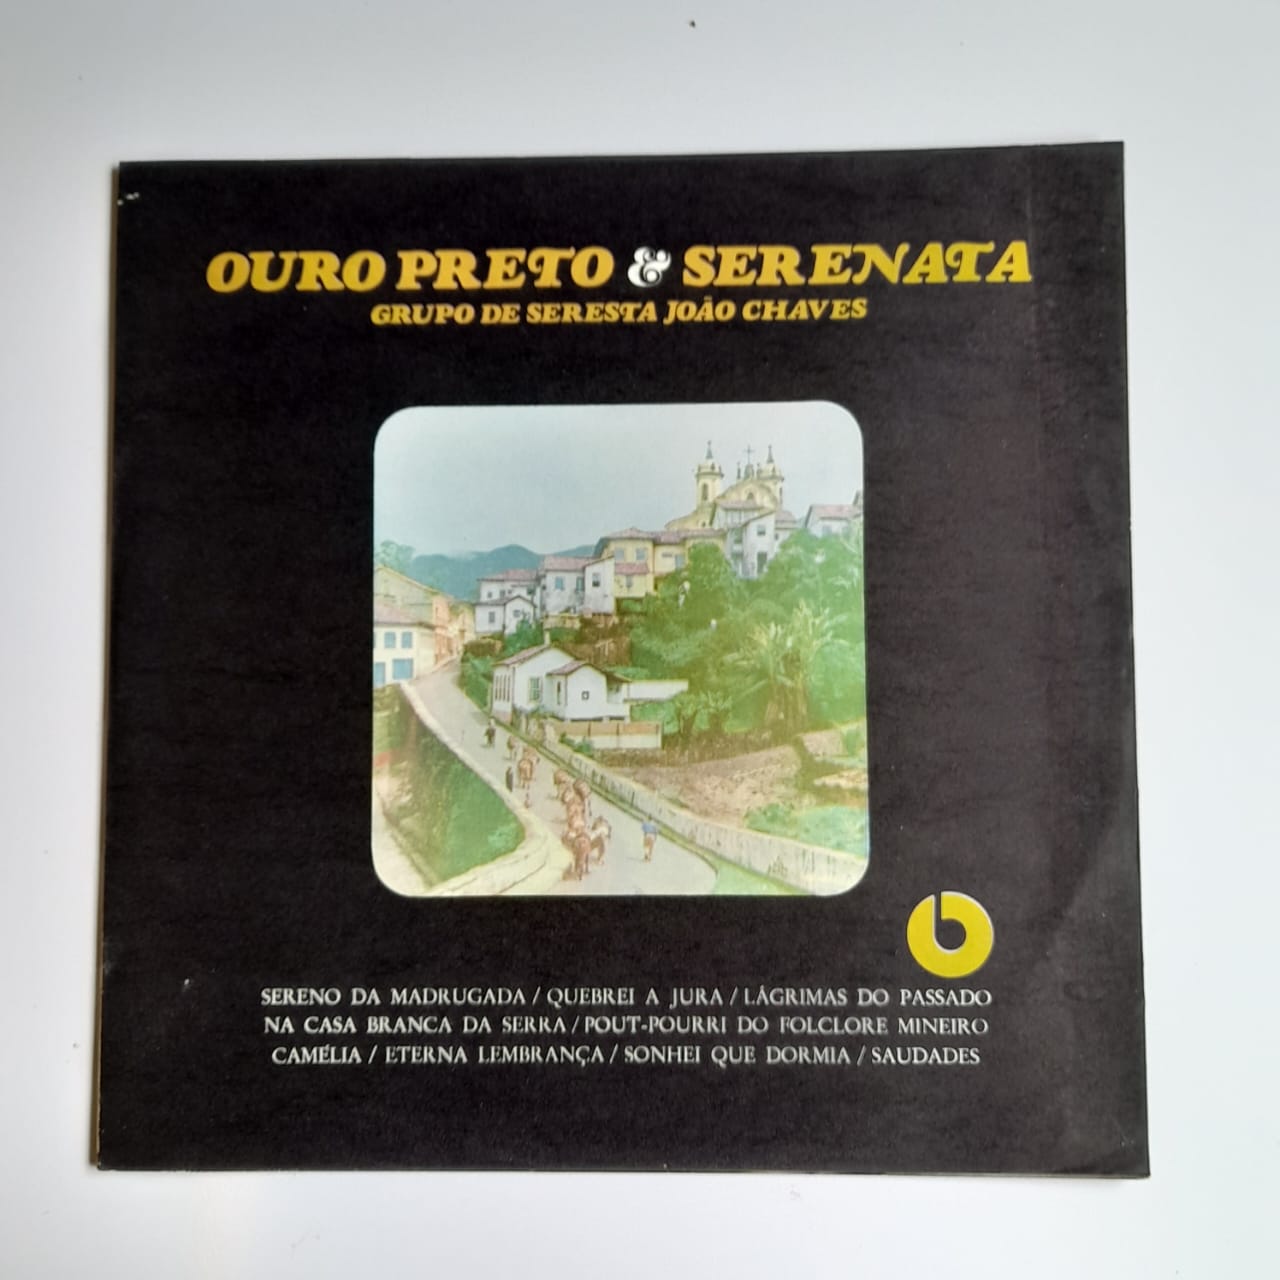 OURO PRETO & SERENATA
GRUPO DE SERESTA JOÃO CHAVES
b
SERENO DA MADRUGADA / QUEBREI A JURA / LÁGRIMAS DO PASSADO
NA CASA BRANCA DA SERRA / POUT-POURRI DO FOLCLORE MINEIRO
CAMÉLIA / ETERNA LEMBRANÇA / SONHEI QUE DORMIA / SAUDADES